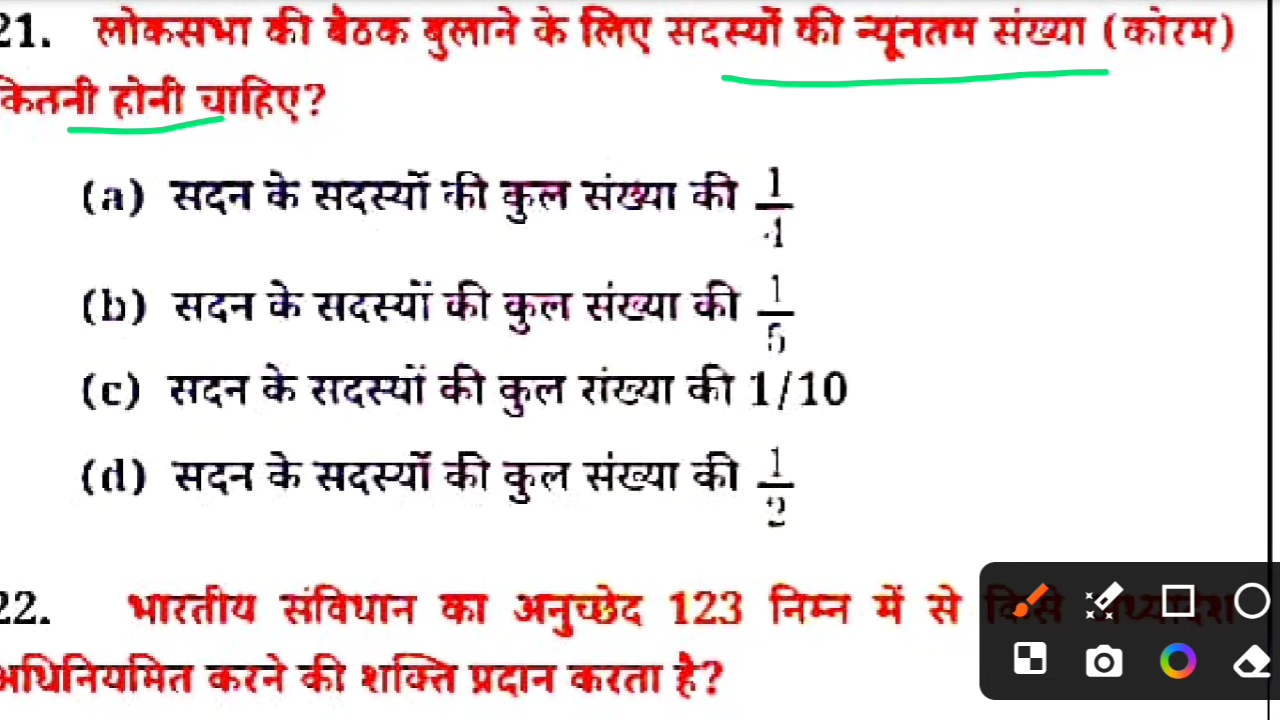 21. लोकसभा की बैठक बुलाने के लिए सदस्यों की न्यूनतम संख्या (कोरम)
कितनी होनी चाहिए?
(a) सदन के सदस्यों की कुल संख्या की 1/4
(b) सदन के सदस्यों की कुल संख्या की 1/5
(c) सदन के सदस्यों की कुल संख्या की 1/10
(d) सदन के सदस्यों की कुल संख्या की 1/2
22. भारतीय संविधान का अनुच्छेद 123 निम्न में से किसे अध्यादेश
अधिनियमित करने की शक्ति प्रदान करता है?